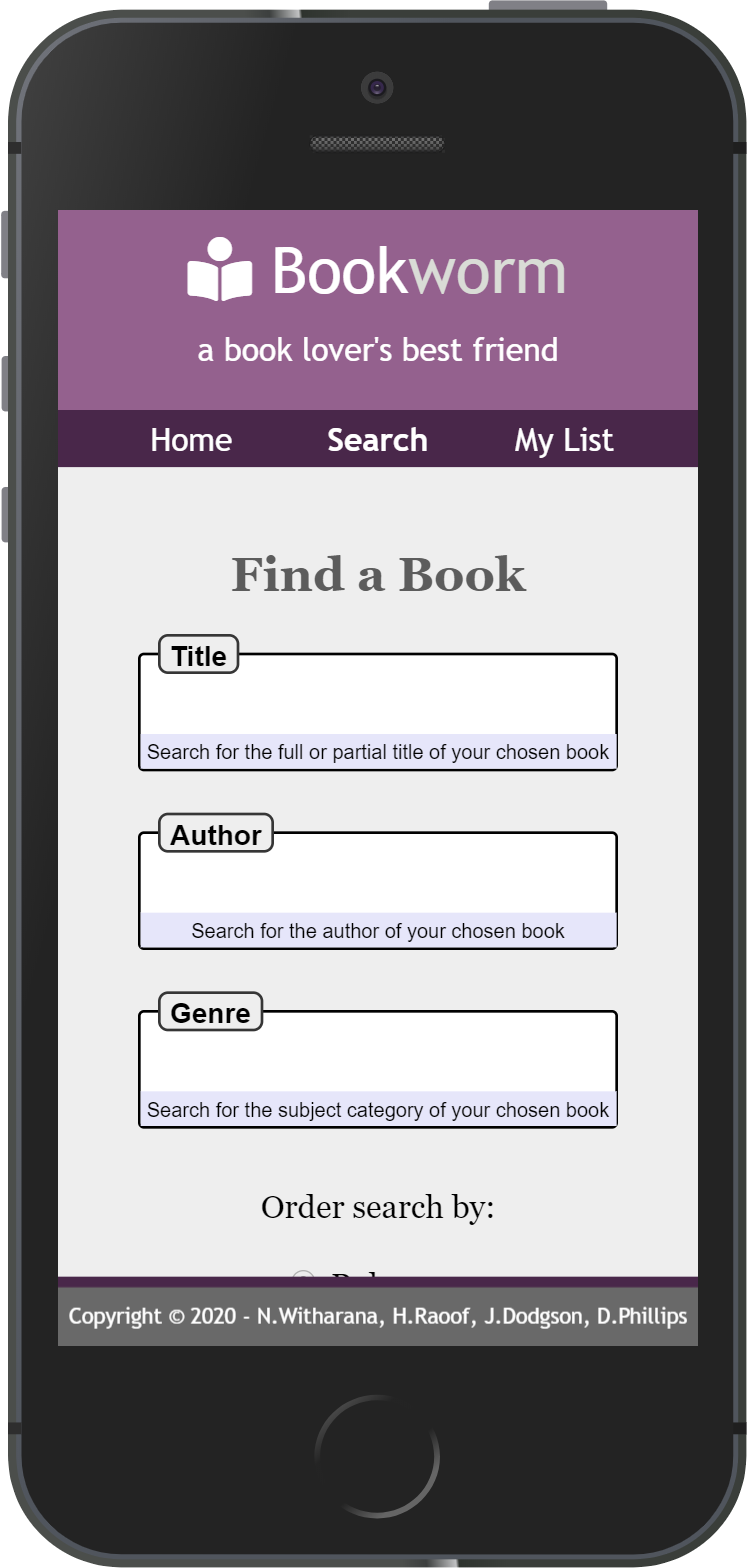 Bookworm
a book lover's best friend
Home Search My List
Find a Book
Title
Search for the full or partial title of your chosen book
Author
Search for the author of your chosen book
Genre
Search for the subject category of your chosen book
Order search by:
Copyright © 2020 - N.Witharana, H.Raoof, J.Dodgson, D.Phillips